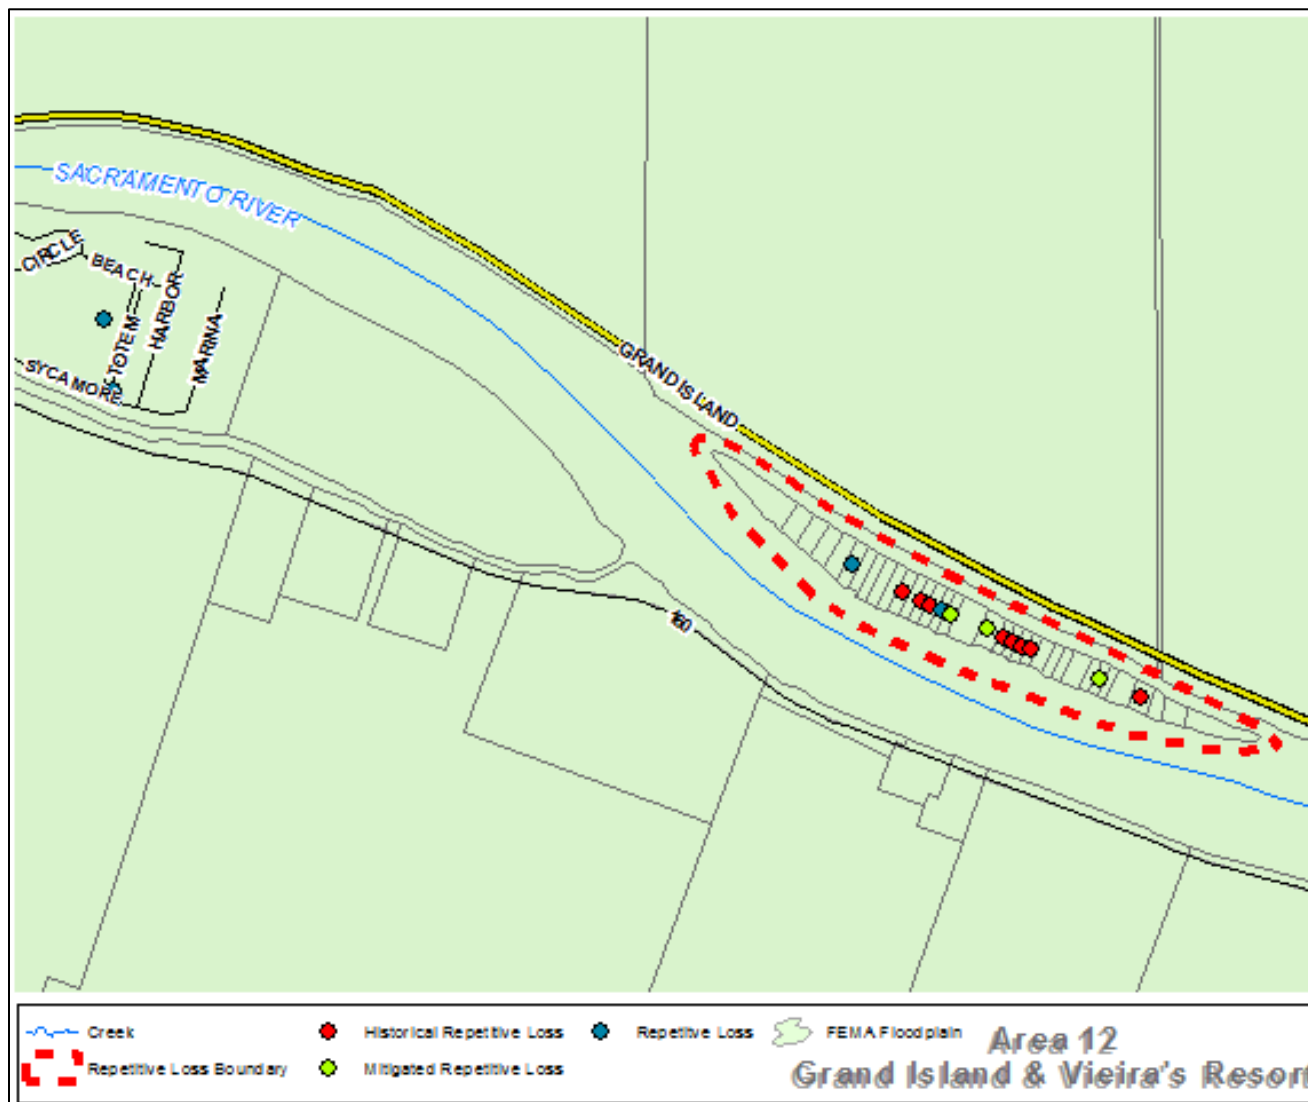 SACRAMENTO RIVER
CIRCLE
BEACH
TOTEM
HARBOR
MARINA
SYCAMORE
GRAND ISLAND
160
Creek
Historical Repetitive Loss
Repetitve Loss
FEMA Floodplain
Repetitive Loss Boundary
Mitigated Repetitive Loss
Area 12
Grand Island & Vieira's Resort